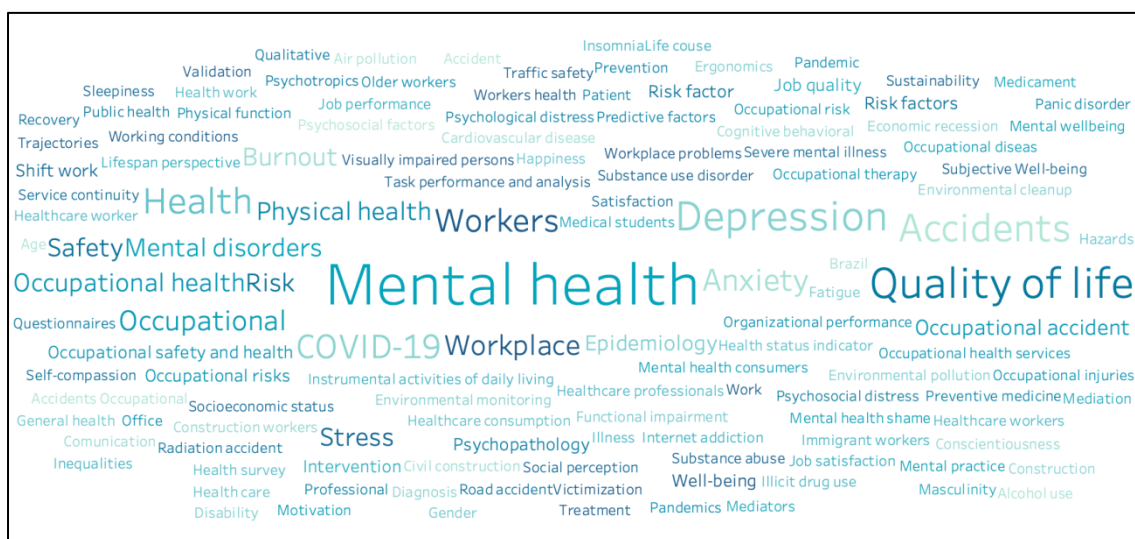 InsomniaLife couse
Qualitative Air pollution Accident Traffic safety Prevention Ergonomics Pandemic
Validation Psychotropics Older workers Job quality Sustainability Medicament
Sleepiness Health work Workers health Patient Risk factor Risk factors Panic disorder
Recovery Public health Physical function Job performance Psychological distress Predictive factors Occupational risk
Trajectories Working conditions Psychosocial factors Cardiovascular disease Cognitive behavioral Economic recession Mental wellbeing
Shift work Lifespan perspective Burnout Visually impaired persons Happiness Workplace problems Severe mental illness Occupational diseas
Service continuity Task performance and analysis Substance use disorder Occupational therapy Subjective Well-being
Healthcare worker Health Physical health Workers Satisfaction Medical students Depression Environmental cleanup Accidents
Age Safety Mental disorders Hazards
Occupational health Risk Mental health Anxiety Brazil Fatigue Quality of life
Questionnaires Occupational Organizational performance Occupational accident
Occupational safety and health COVID-19 Workplace Epidemiology Health status indicator Occupational health services
Self-compassion Occupational risks Instrumental activities of daily living Mental health consumers Environmental pollution Occupational injuries
Accidents Occupational Socioeconomic status Environmental monitoring Healthcare professionals Work Psychosocial distress Preventive medicine Mediation
General health Office Construction workers Healthcare consumption Functional impairment Mental health shame Healthcare workers
Comunication Radiation accident Stress Psychopathology Illness Internet addiction Immigrant workers Conscientiousness
Inequalities Health survey Intervention Civil construction Social perception Substance abuse Job satisfaction Mental practice Construction
Health care Professional Diagnosis Road accident Victimization Well-being Illicit drug use Masculinity Alcohol use
Disability Motivation Gender Treatment Pandemics Mediators